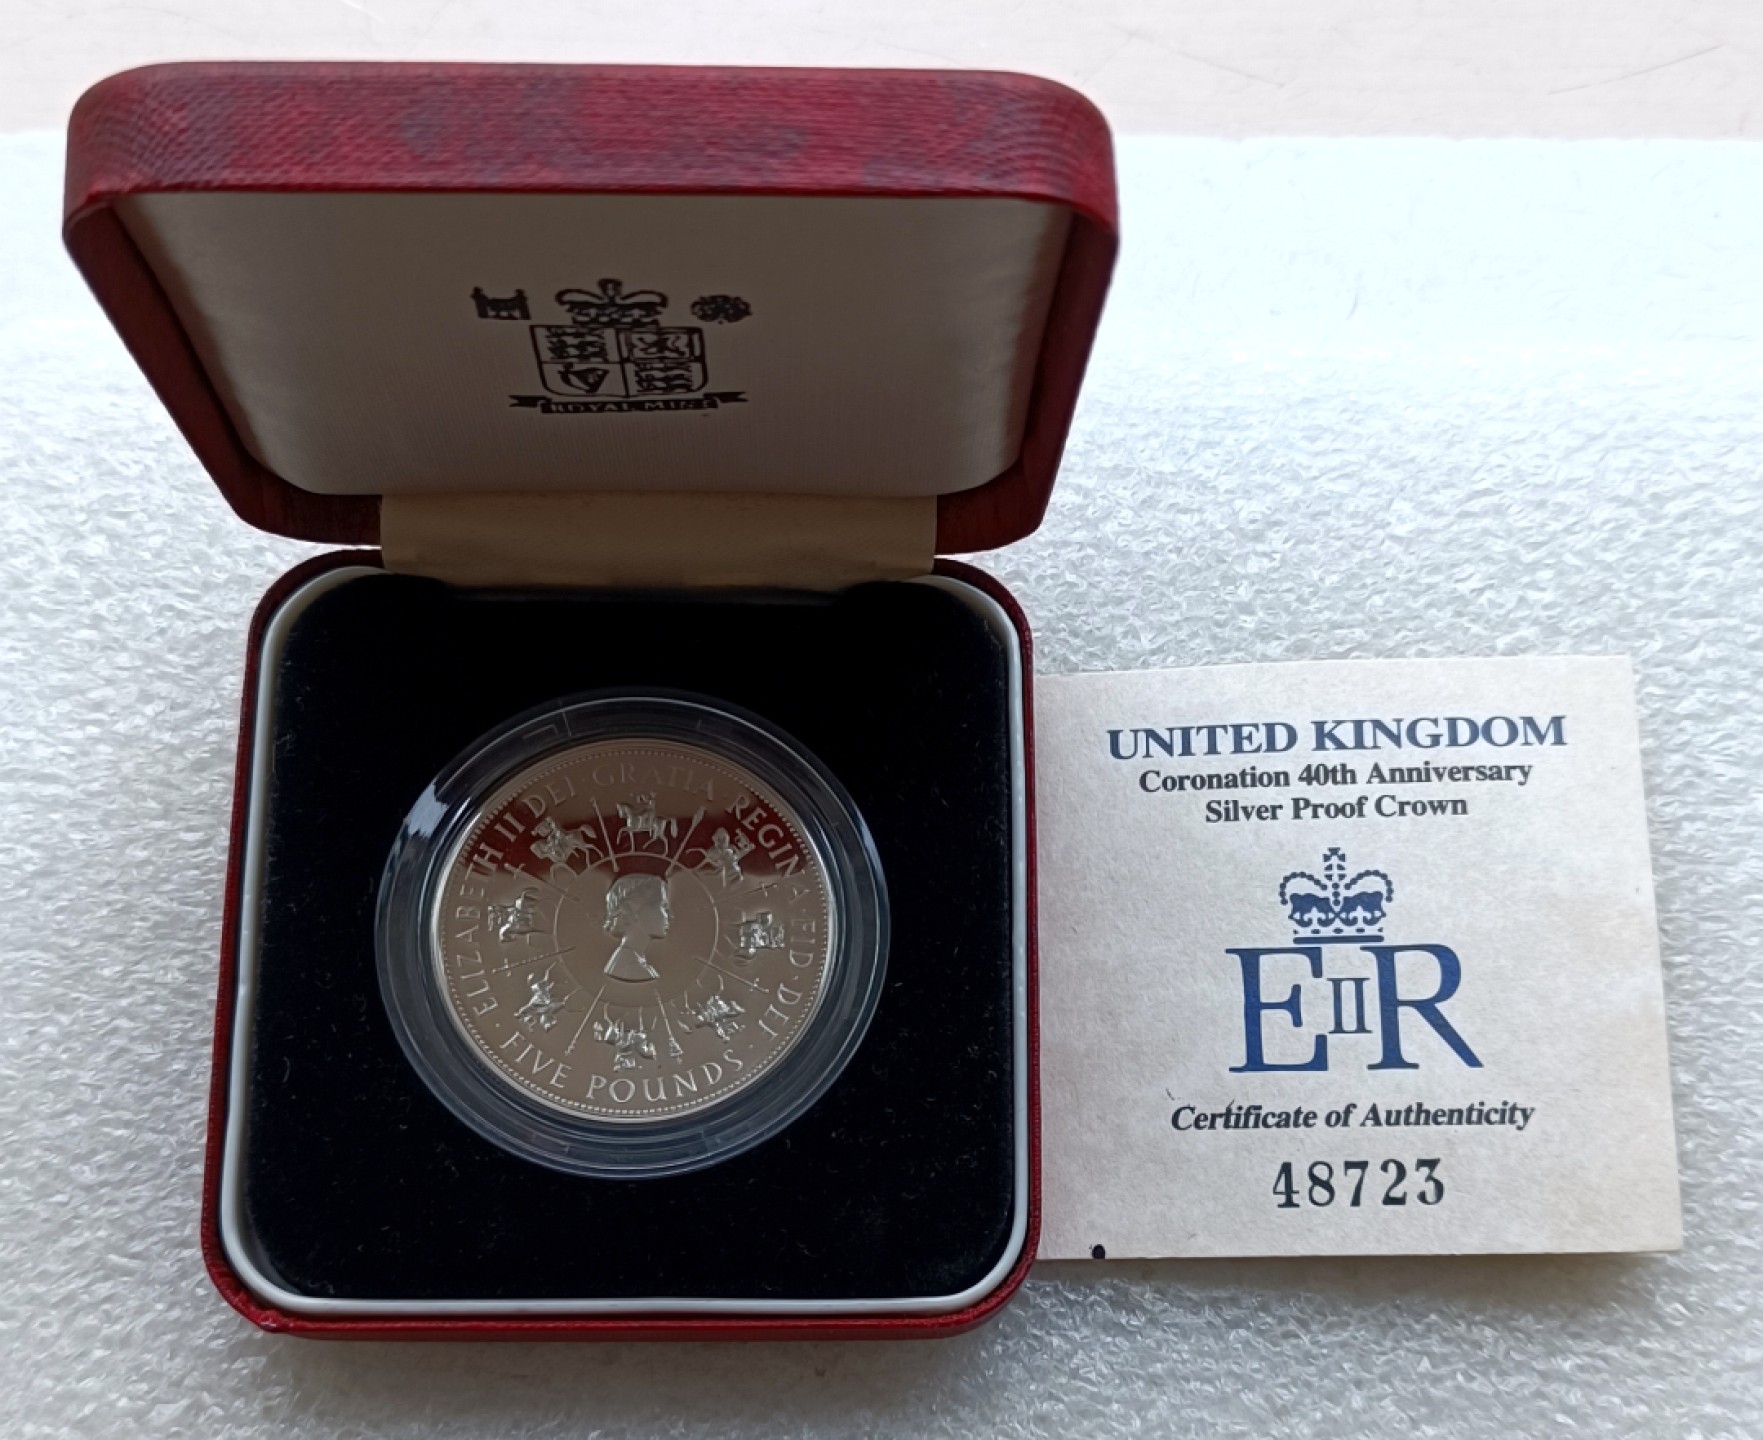 ROYAL MINT
ELIZABETH II DEI GRATIA · REGINA · FID · DEF ·
FIVE POUNDS
UNITED KINGDOM
Coronation 40th Anniversary
Silver Proof Crown
EIIR
Certificate of Authenticity
48723